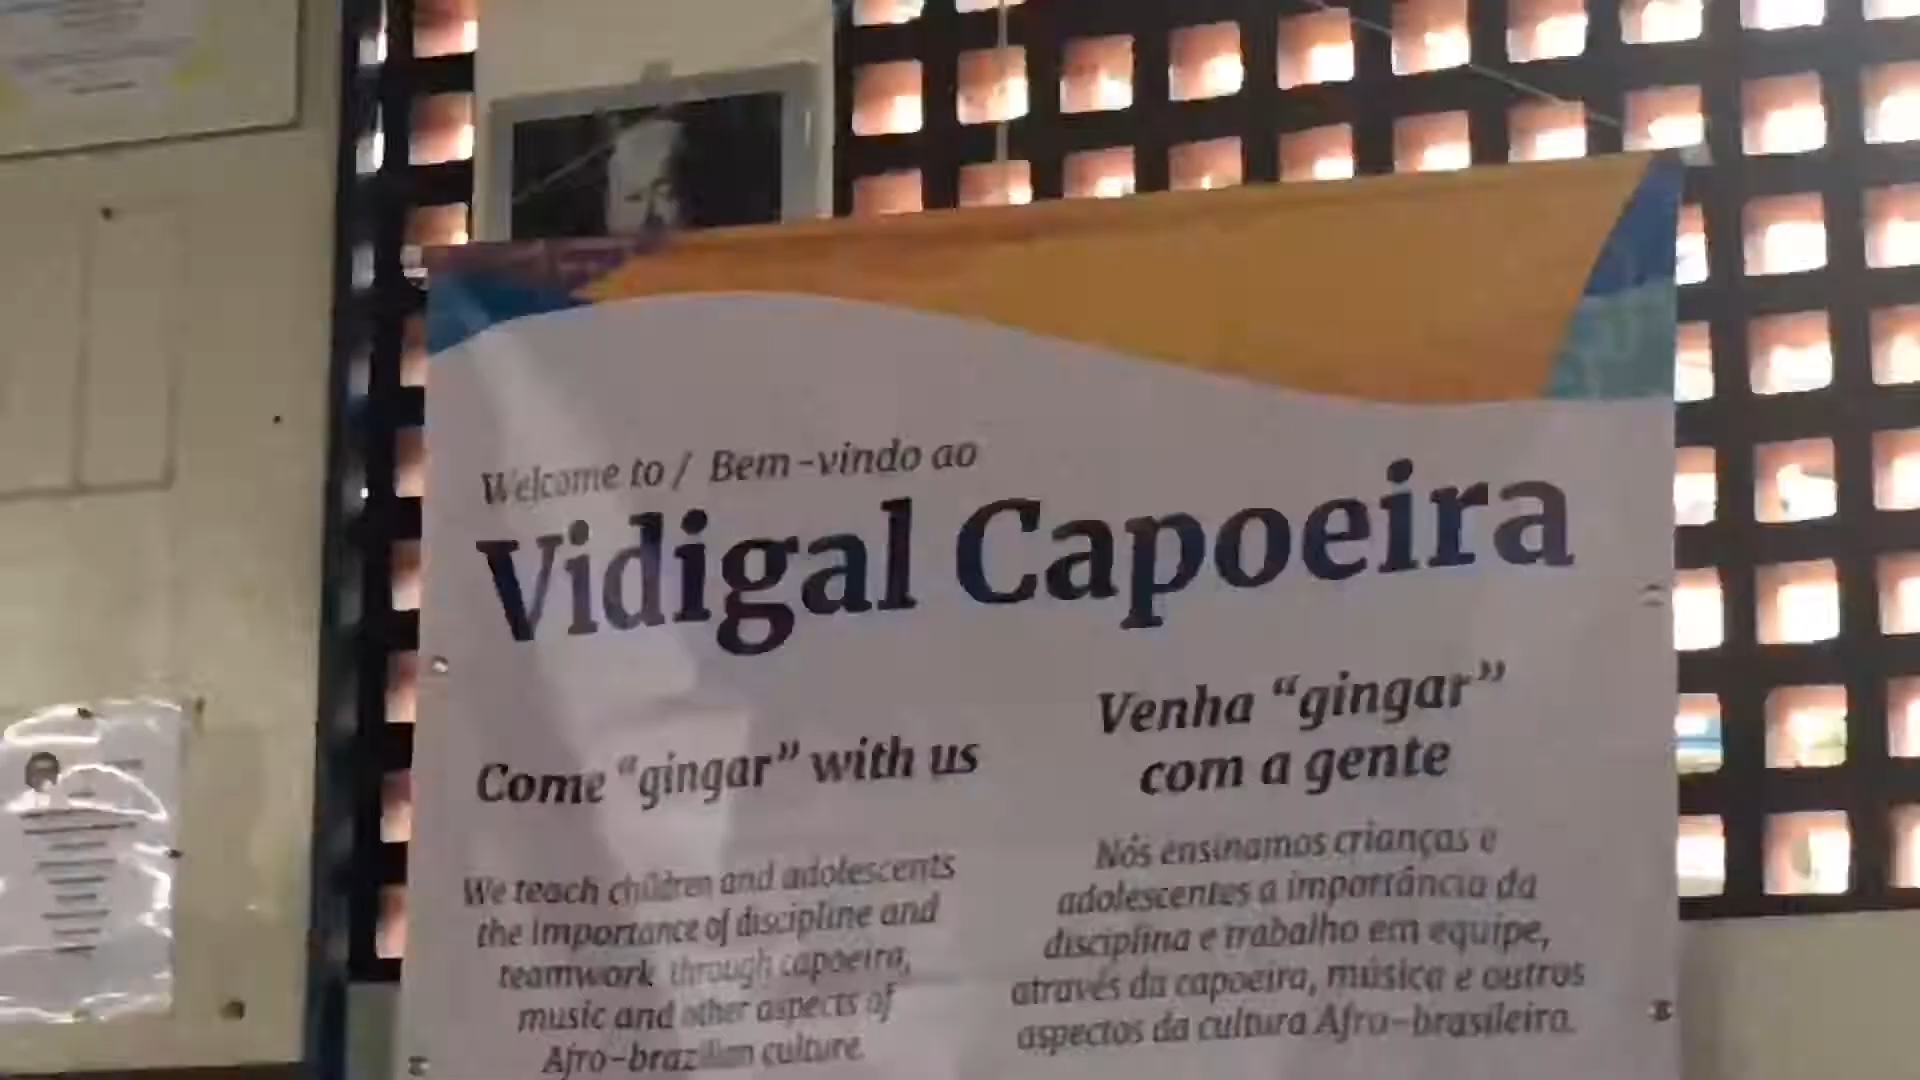 Welcome to / Bem-vindo ao
Vidigal Capoeira
Come “gingar” with us
We teach children and adolescents
the importance of discipline and
teamwork through capoeira,
music and other aspects of
Afro-brazilian culture.
Venha “gingar”
com a gente
Nós ensinamos crianças e
adolescentes a importância da
disciplina e trabalho em equipe,
através da capoeira, música e outros
aspectos da cultura Afro-brasileira.